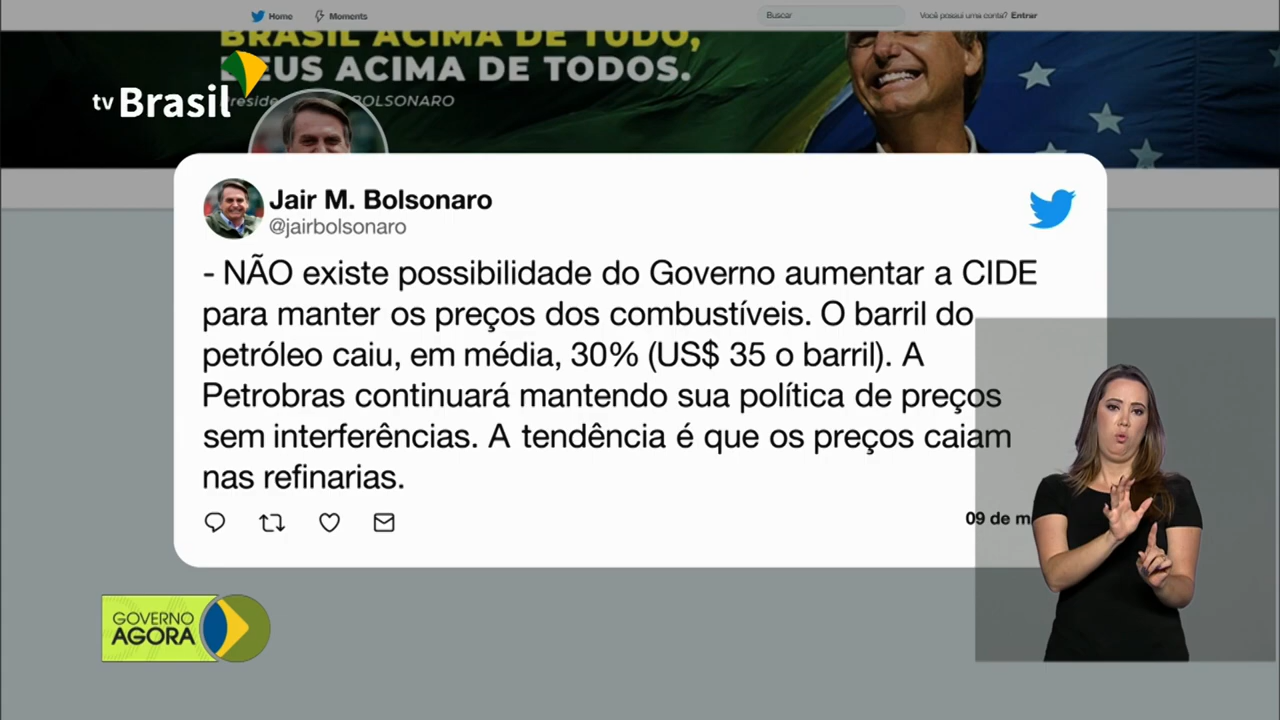 Home
Moments
Buscar
Você possui uma conta? Entrar
BRASIL ACIMA DE TUDO,
DEUS ACIMA DE TODOS.
BOLSONARO
tv Brasil
Jair M. Bolsonaro
@jairbolsonaro
- NÃO existe possibilidade do Governo aumentar a CIDE
para manter os preços dos combustíveis. O barril do
petróleo caiu, em média, 30% (US$ 35 o barril). A
Petrobras continuará mantendo sua política de preços
sem interferências. A tendência é que os preços caiam
nas refinarias.
09 de m
GOVERNO
AGORA